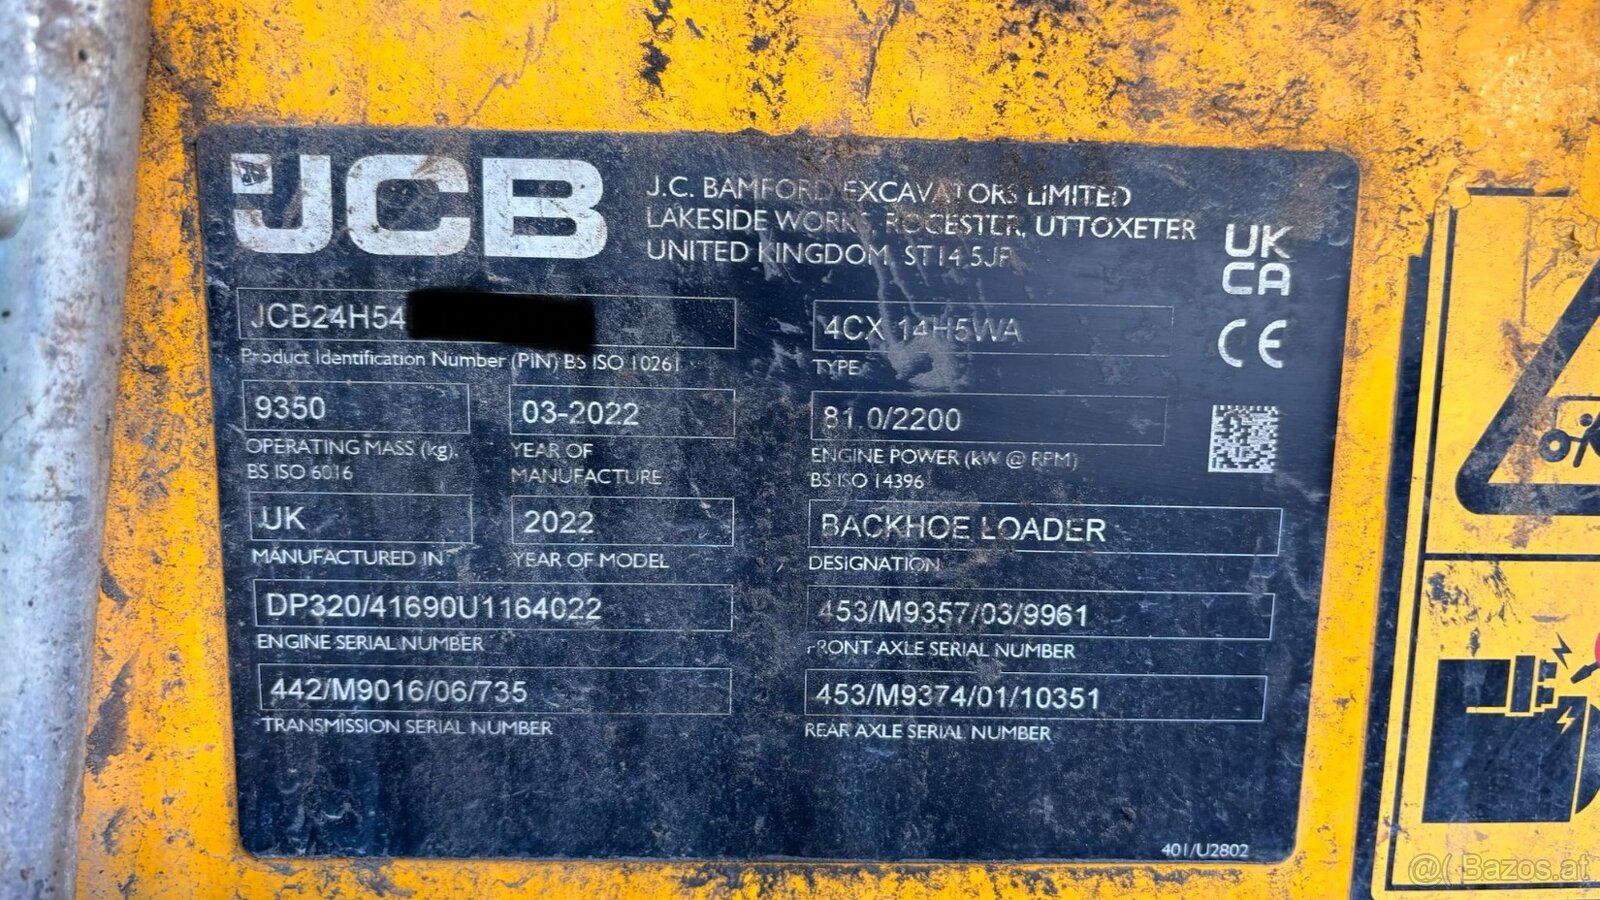 JCB
J.C. BAMFORD EXCAVATORS LIMITED
LAKESIDE WORKS, ROCESTER, UTTOXETER
UNITED KINGDOM, ST14 5JP
UK
CA
CE
JCB24H54
Product Identification Number (PIN) BS ISO 10261
4CX 14H5WA
TYPE
9350
OPERATING MASS (kg).
BS ISO 6016
03-2022
YEAR OF
MANUFACTURE
81.0/2200
ENGINE POWER (kW @ RPM)
BS ISO 14396
UK
MANUFACTURED IN
2022
YEAR OF MODEL
BACKHOE LOADER
DESIGNATION
DP320/41690U1164022
ENGINE SERIAL NUMBER
453/M9357/03/9961
FRONT AXLE SERIAL NUMBER
442/M9016/06/735
TRANSMISSION SERIAL NUMBER
453/M9374/01/10351
REAR AXLE SERIAL NUMBER
401/U2802
Bazos.at